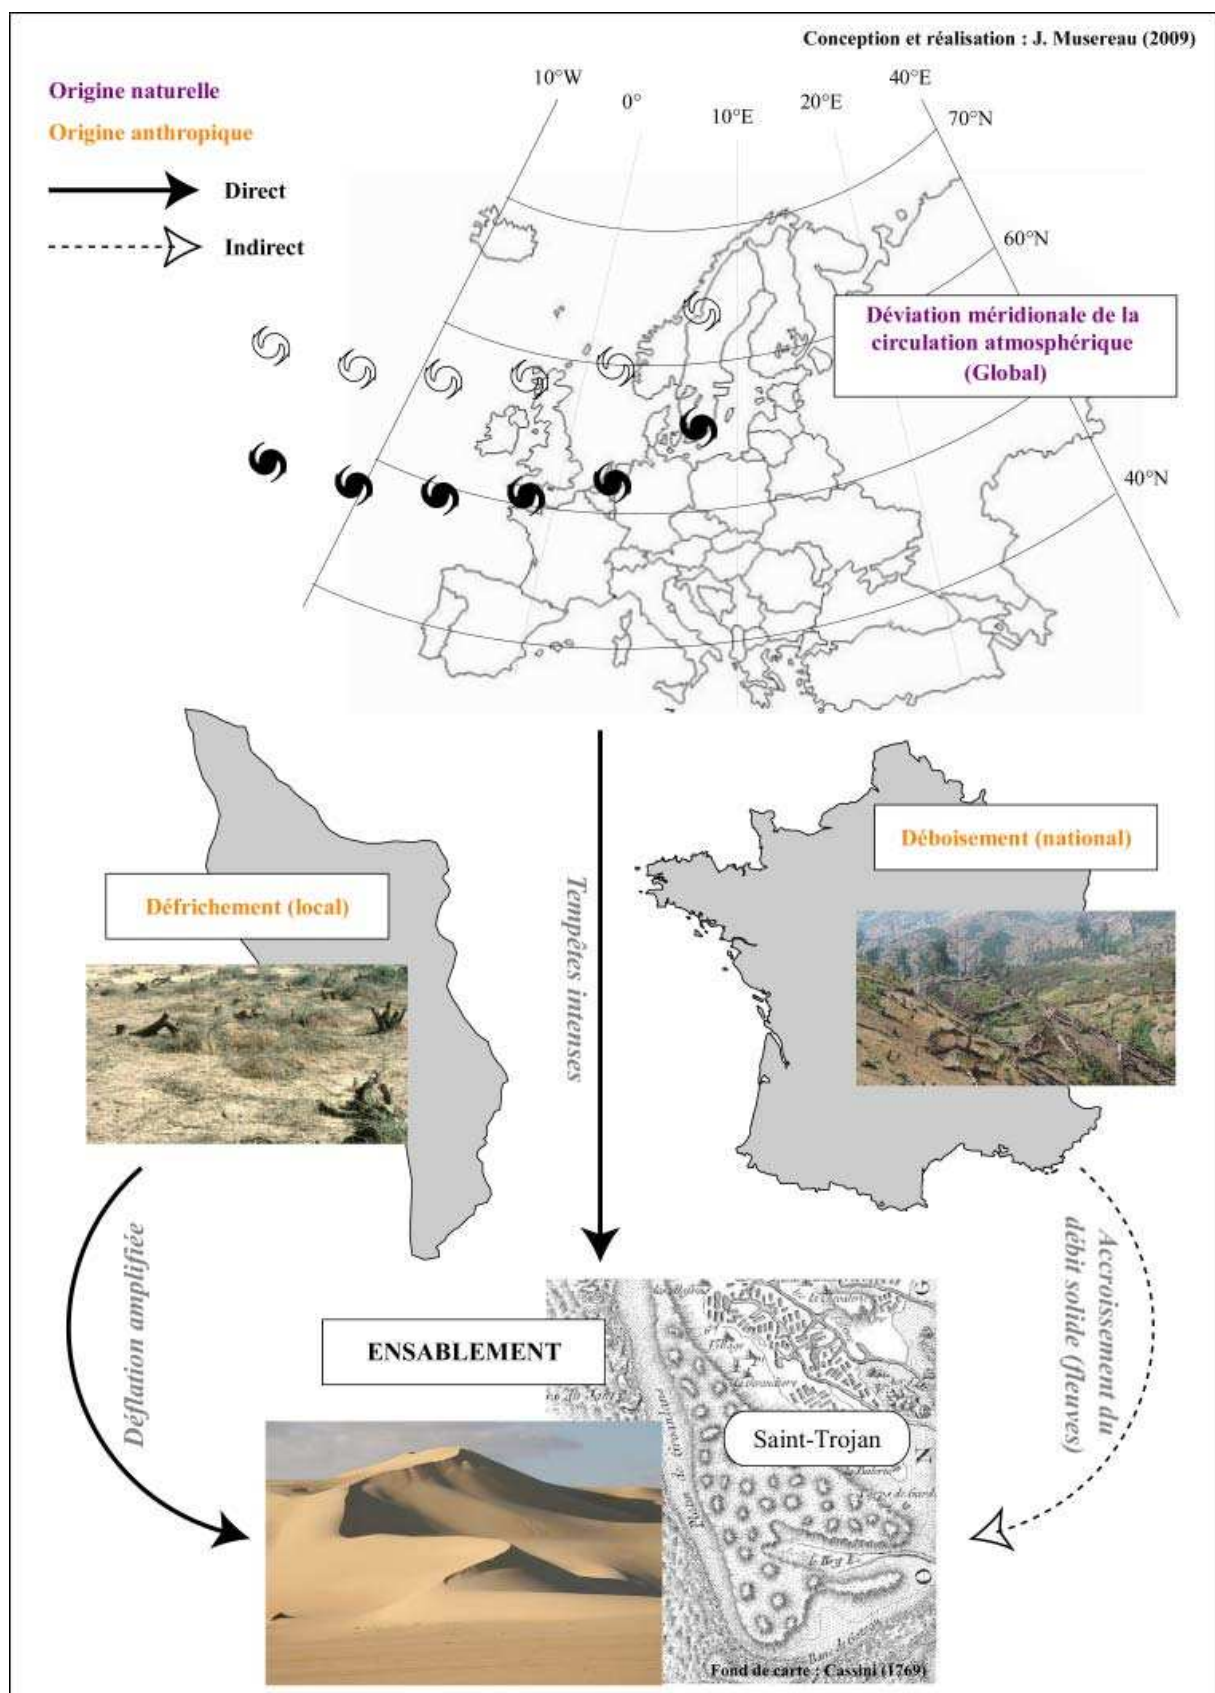 Conception et réalisation : J. Musereau (2009)
Origine naturelle
Origine anthropique
Direct
Indirect
10°W
0°
10°E
20°E
40°E
70°N
60°N
40°N
Déviation méridionale de la
circulation atmosphérique
(Global)
Déboisement (national)
Défrichement (local)
Tempêtes intenses
Déflation amplifiée
Accroissement du
débit solide (fleuves)
ENSABLEMENT
Saint-Trojan
N
O
Fond de carte : Cassini (1769)